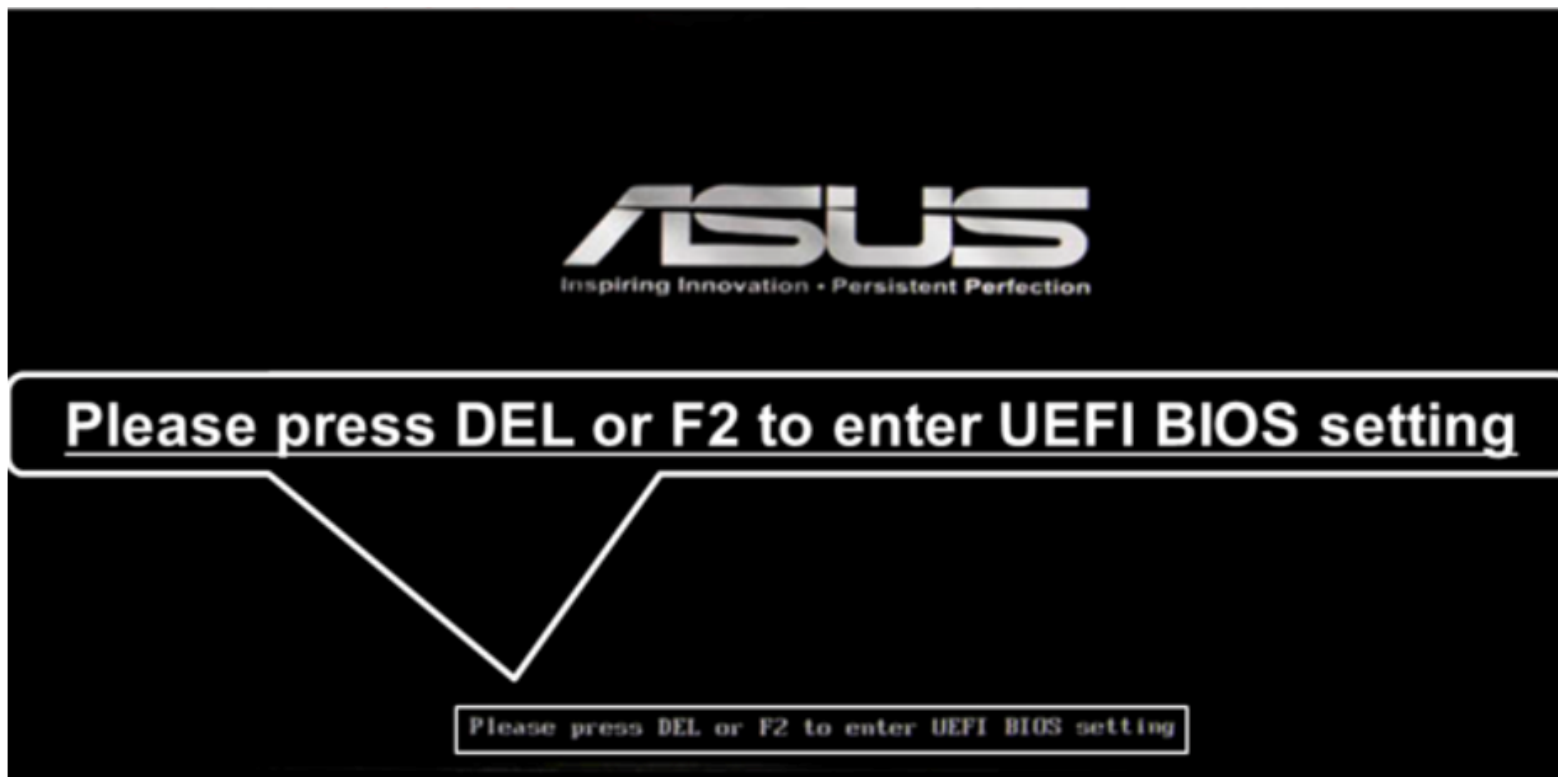 ASUS
Inspiring Innovation • Persistent Perfection
Please press DEL or F2 to enter UEFI BIOS setting
Please press DEL or F2 to enter UEFI BIOS setting